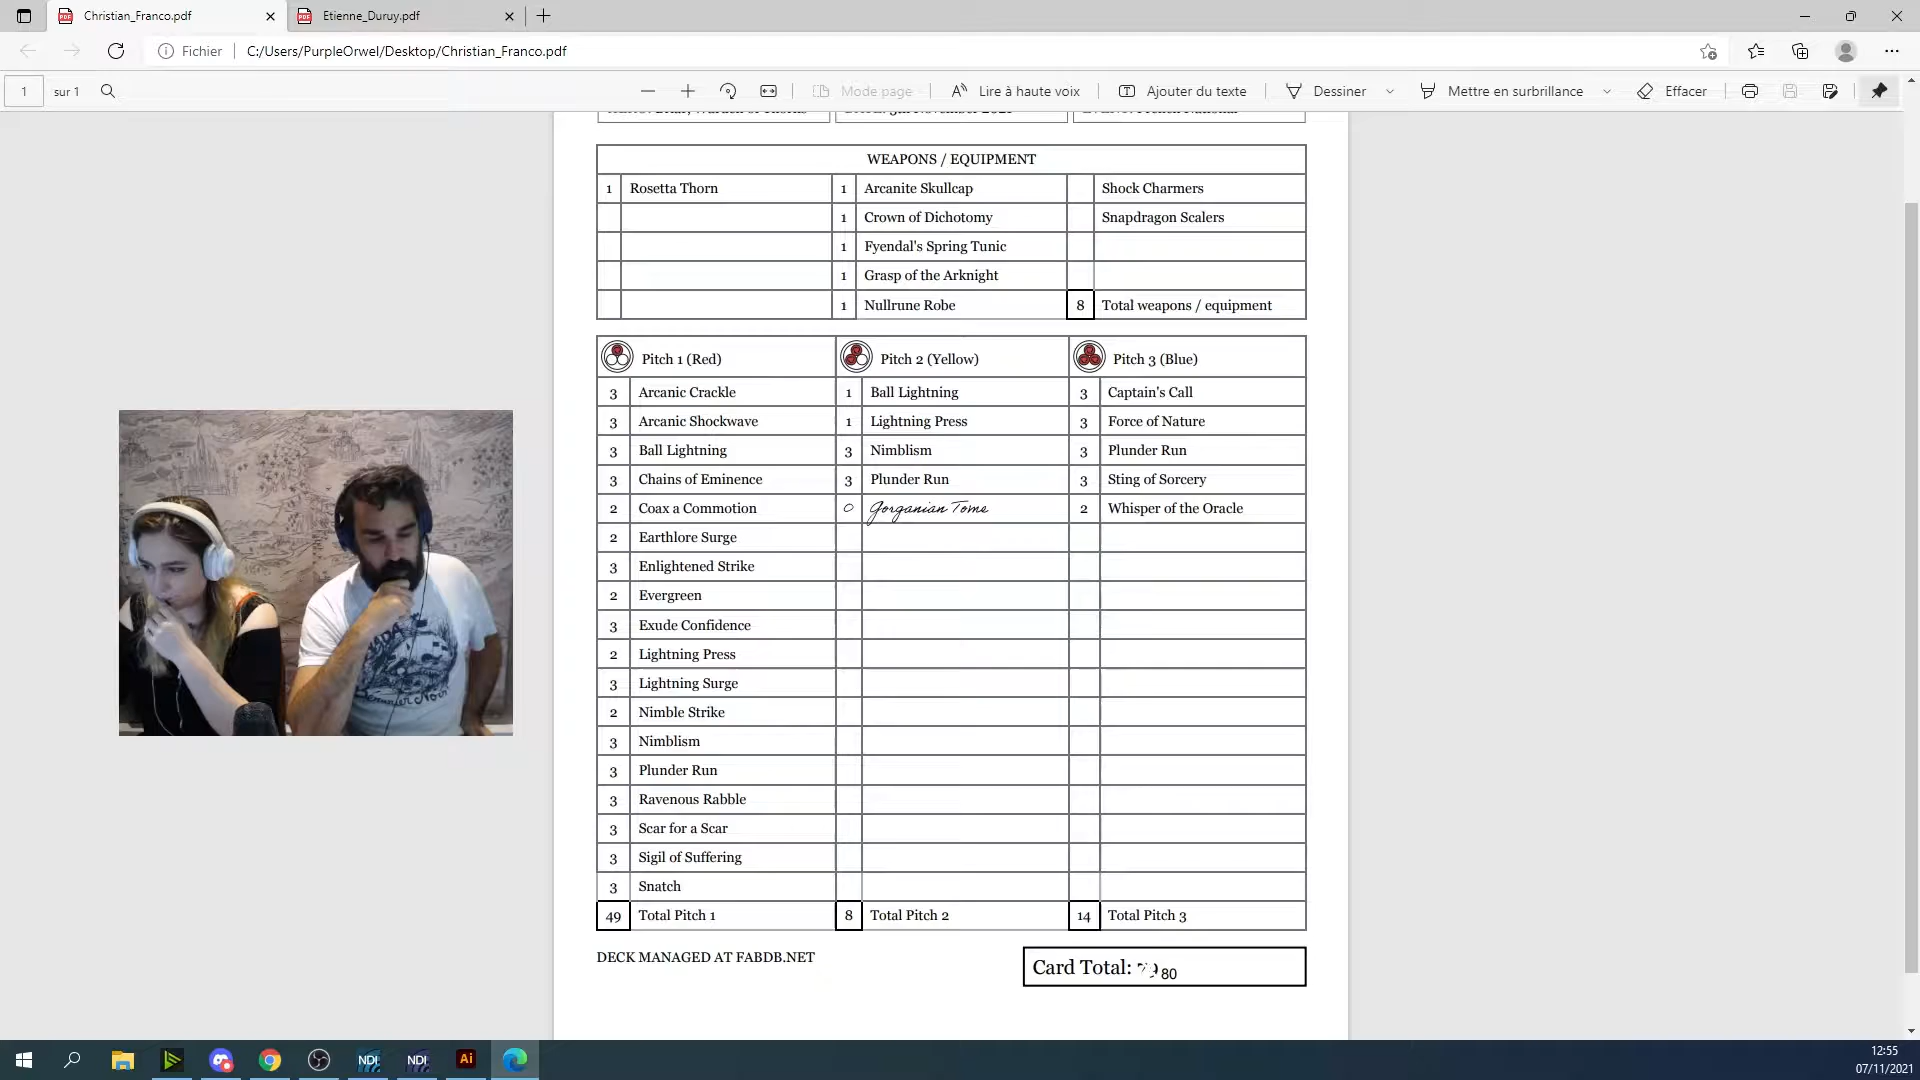 Christian_Franco.pdf
Etienne_Duruy.pdf
Fichier
C:/Users/PurpleOrwel/Desktop/Christian_Franco.pdf
1 sur 1
Mode page
Lire à haute voix
Ajouter du texte
Dessiner
Mettre en surbrillance
Effacer
WEAPONS / EQUIPMENT
1 Rosetta Thorn 1 Arcanite Skullcap Shock Charmers
1 Crown of Dichotomy Snapdragon Scalers
1 Fyendal's Spring Tunic
1 Grasp of the Arknight
1 Nullrune Robe 8 Total weapons / equipment
Pitch 1 (Red) Pitch 2 (Yellow) Pitch 3 (Blue)
3 Arcanic Crackle 1 Ball Lightning 3 Captain's Call
3 Arcanic Shockwave 1 Lightning Press 3 Force of Nature
3 Ball Lightning 3 Nimblism 3 Plunder Run
3 Chains of Eminence 3 Plunder Run 3 Sting of Sorcery
2 Coax a Commotion 0 Gorganian Tome 2 Whisper of the Oracle
2 Earthlore Surge
3 Enlightened Strike
2 Evergreen
3 Exude Confidence
2 Lightning Press
3 Lightning Surge
2 Nimble Strike
3 Nimblism
3 Plunder Run
3 Ravenous Rabble
3 Scar for a Scar
3 Sigil of Suffering
3 Snatch
49 Total Pitch 1 8 Total Pitch 2 14 Total Pitch 3
DECK MANAGED AT FABDB.NET
Card Total: 80
NDI
NDI
Ai
12:55
07/11/2021